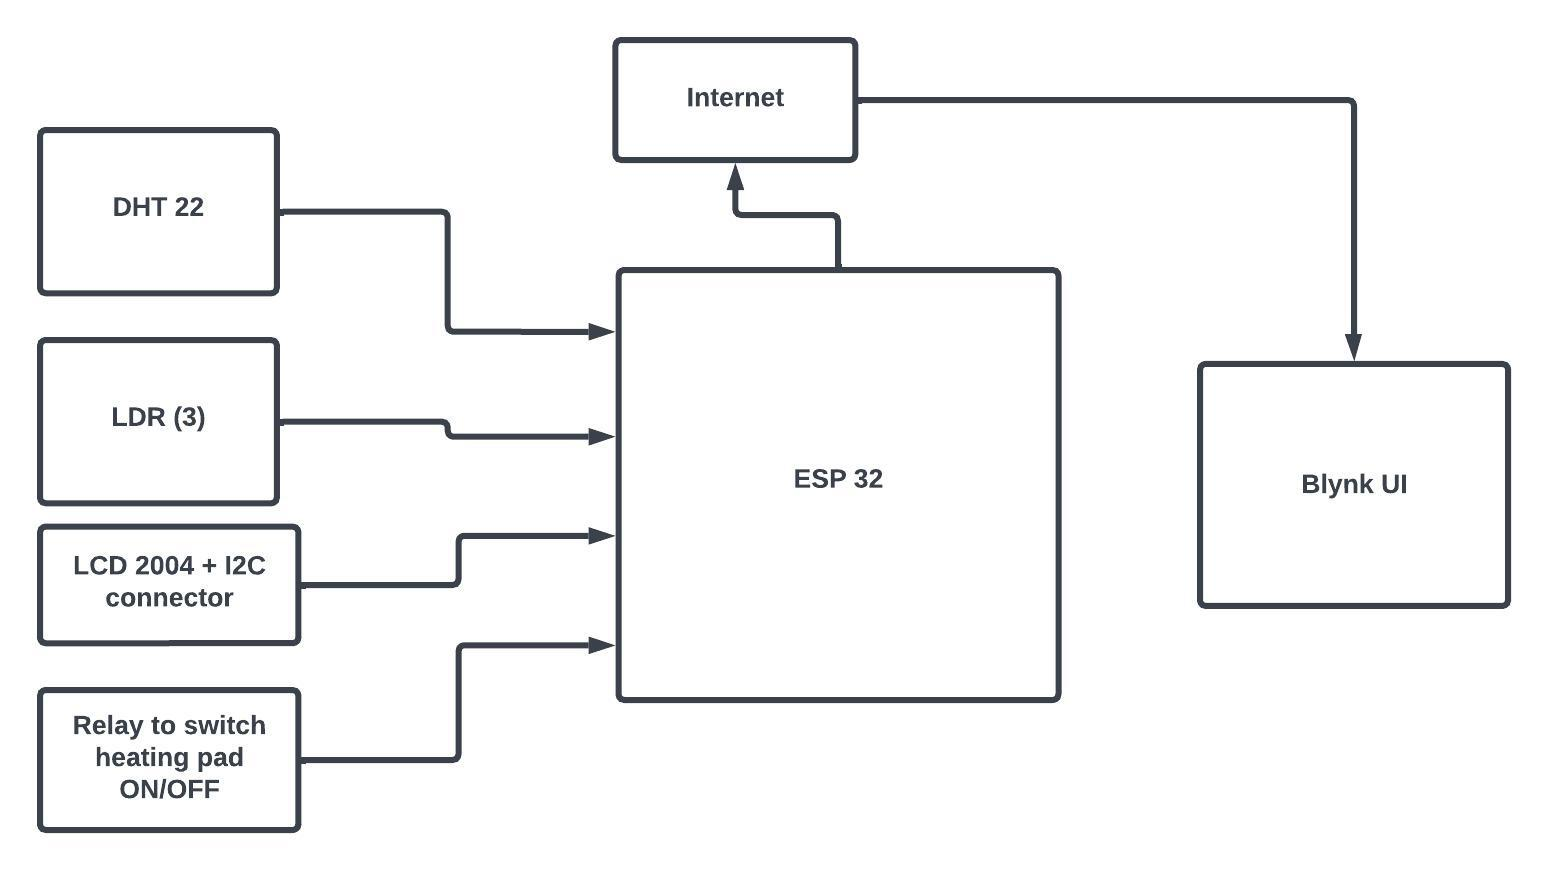 Internet
DHT 22
LDR (3)
ESP 32
Blynk UI
LCD 2004 + I2C
connector
Relay to switch
heating pad
ON/OFF